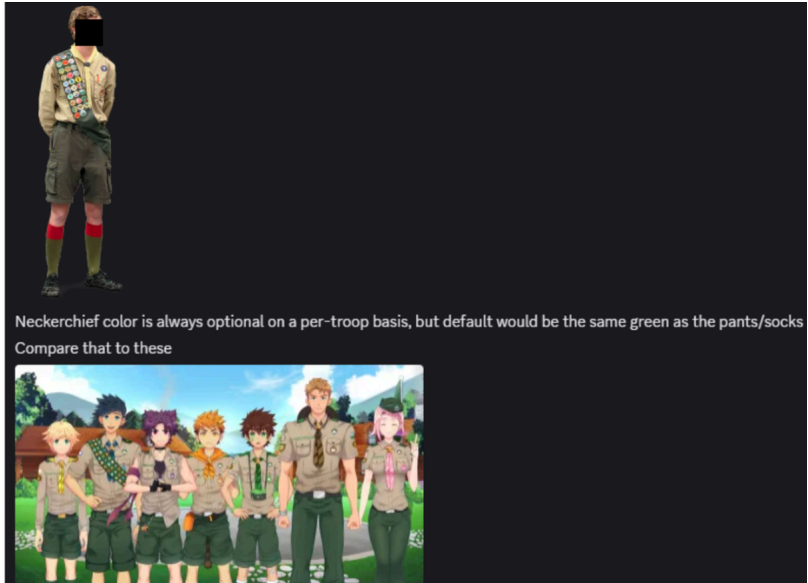 Neckerchief color is always optional on a per-troop basis, but default would be the same green as the pants/socks
Compare that to these